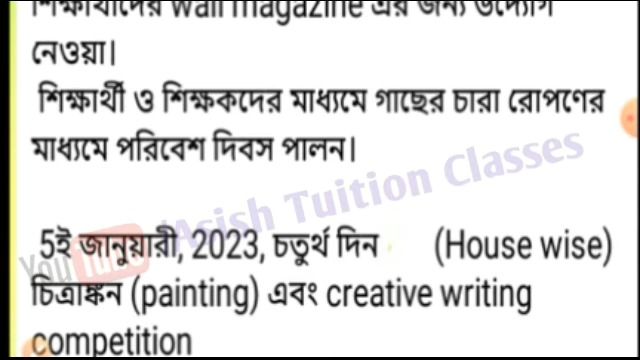 শিক্ষার্থীদের wall magazine এর জন্য উদ্যোগ
নেওয়া।
শিক্ষার্থী ও শিক্ষকদের মাধ্যমে গাছের চারা রোপণের
মাধ্যমে পরিবেশ দিবস পালন।
YouTube/Asish Tuition Classes
5ই জানুয়ারী, 2023, চতুর্থ দিন (House wise)
চিত্রাঙ্কন (painting) এবং creative writing
competition